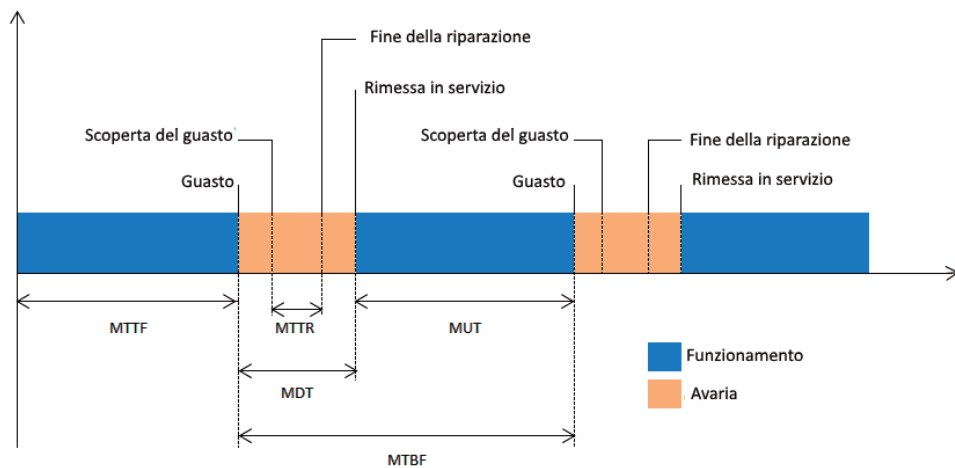 Fine della riparazione
Rimessa in servizio
Scoperta del guasto
Scoperta del guasto
Fine della riparazione
Guasto
Guasto
Rimessa in servizio
MTTF
MTTR
MUT
Funzionamento
MDT
Avaria
MTBF